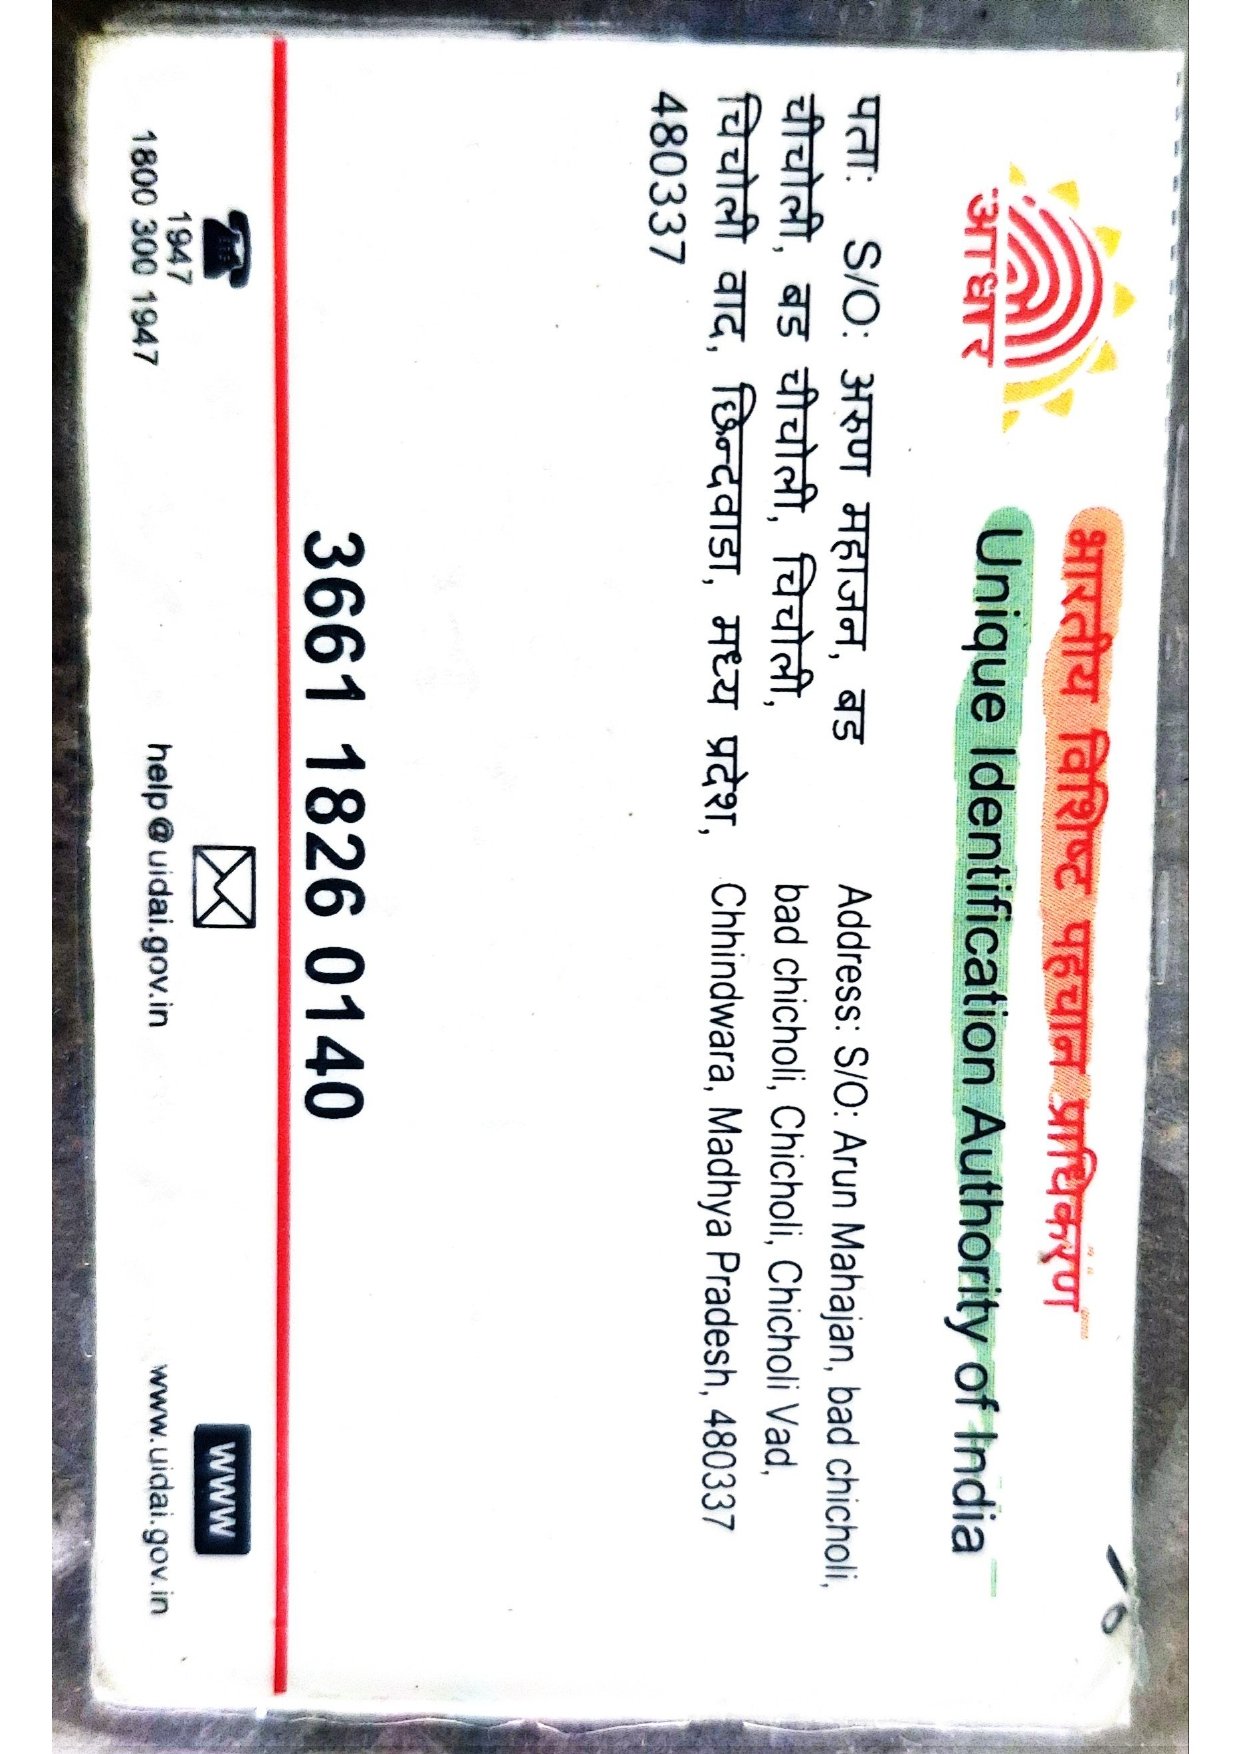 आधार
भारतीय विशिष्ट पहचान प्राधिकरण
Unique Identification Authority of India
पता: S/O: अरुण महाजन, बड
चीचोली, बड चीचोली, चिचोली,
चिचोली वाद, छिन्दवाडा, मध्य प्रदेश,
480337
Address: S/O: Arun Mahajan, bad chicholi,
bad chicholi, Chicholi, Chicholi Vad,
Chhindwara, Madhya Pradesh, 480337
3661 1826 0140
1947
1800 300 1947
help@uidai.gov.in
www
www.uidai.gov.in